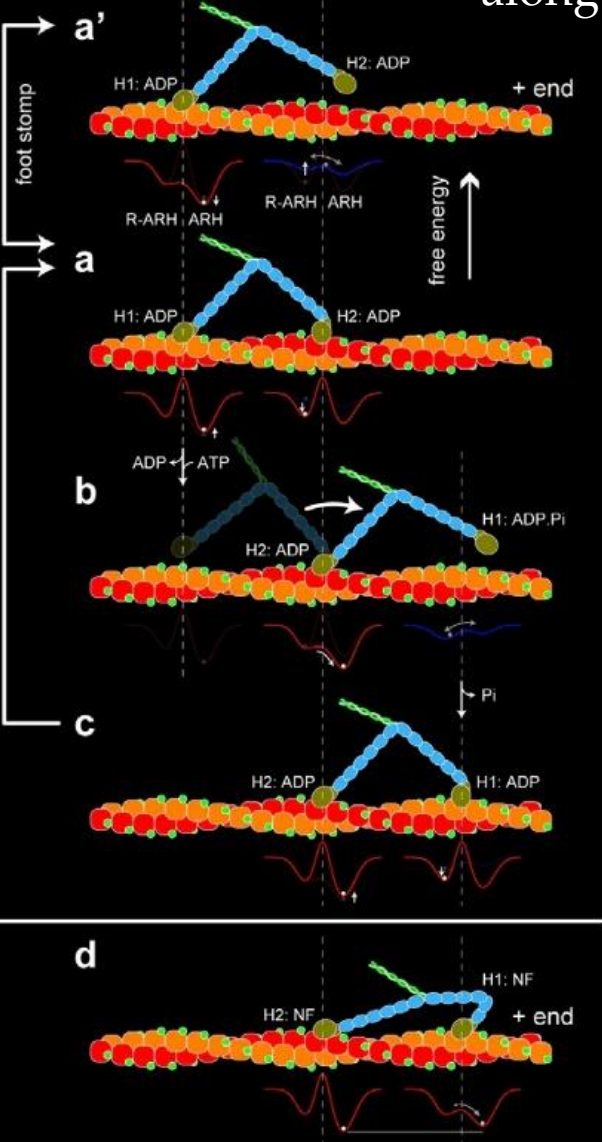 along
a’
H2: ADP
H1: ADP
+ end
foot stomp
R-ARH ARH
R-ARH ARH
free energy
a
H1: ADP
H2: ADP
ADP ATP
b
H1: ADP.Pi
H2: ADP
Pi
c
H2: ADP
H1: ADP
d
H1: NF
H2: NF
+ end